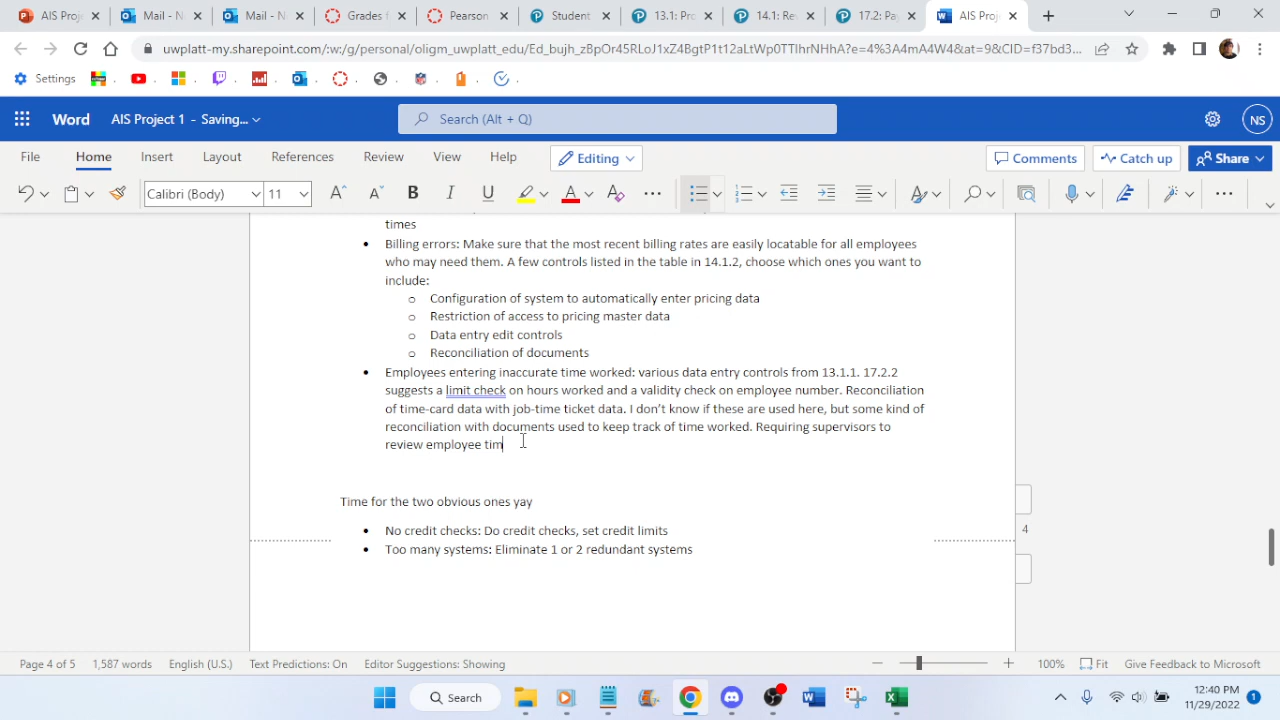 AIS Proj
Mail - N
Mail - N
Grades f
Pearson
Student
13.1: Pro
14.1: Re
17.2: Pay
AIS Proj
uwplatt-my.sharepoint.com/:w:/g/personal/oligm_uwplatt_edu/Ed_bujh_zBpOr45RLoJ1xZ4BgtP1t12aLWp0TTIhrNHhA?e=4%3A4mA4W4&at=9&CID=f37bd3...
Settings
Word
AIS Project 1 - Saving...
Search (Alt + Q)
NS
File
Home
Insert
Layout
References
Review
View
Help
Editing
Comments
Catch up
Share
Calibri (Body)
11
times
• Billing errors: Make sure that the most recent billing rates are easily locatable for all employees
who may need them. A few controls listed in the table in 14.1.2, choose which ones you want to
include:
o Configuration of system to automatically enter pricing data
o Restriction of access to pricing master data
o Data entry edit controls
o Reconciliation of documents
• Employees entering inaccurate time worked: various data entry controls from 13.1.1. 17.2.2
suggests a limit check on hours worked and a validity check on employee number. Reconciliation
of time-card data with job-time ticket data. I don't know if these are used here, but some kind of
reconciliation with documents used to keep track of time worked. Requiring supervisors to
review employee tim
Time for the two obvious ones yay
• No credit checks: Do credit checks, set credit limits
• Too many systems: Eliminate 1 or 2 redundant systems
4
Page 4 of 5
1,587 words
English (U.S.)
Text Predictions: On
Editor Suggestions: Showing
100%
Fit
Give Feedback to Microsoft
Search
12:40 PM
11/29/2022
1